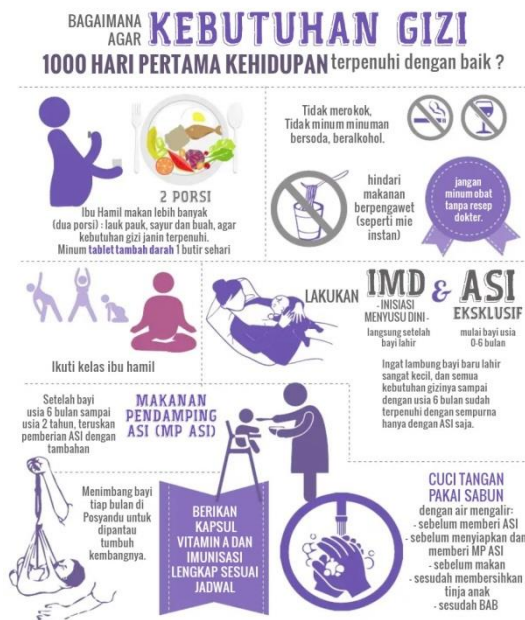 BAGAIMANA
AGAR
KEBUTUHAN GIZI
1000 HARI PERTAMA KEHIDUPAN terpenuhi dengan baik ?
2 PORSI
Ibu Hamil makan lebih banyak
(dua porsi) : lauk pauk, sayur dan buah, agar
kebutuhan gizi janin terpenuhi.
Minum tablet tambah darah 1 butir sehari
Tidak merokok,
Tidak minum minuman
bersoda, beralkohol.
hindari
makanan
berpengawet
(seperti mie
instan)
jangan
minum obat
tanpa resep
dokter.
Ikuti kelas ibu hamil
LAKUKAN
IMD & ASI
- INISIASI
MENYUSU DINI -
langsung setelah
bayi lahir
EKSKLUSIF
mulai bayi usia
0-6 bulan
Ingat lambung bayi baru lahir
sangat kecil, dan semua
kebutuhan gizinya sampai
dengan usia 6 bulan sudah
terpenuhi dengan sempurna
hanya dengan ASI saja.
Setelah bayi
usia 6 bulan sampai
usia 2 tahun, teruskan
pemberian ASI dengan
tambahan
MAKANAN
PENDAMPING
ASI (MP ASI)
Menimbang bayi
tiap bulan di
Posyandu untuk
dipantau
tumbuh
kembangnya.
BERIKAN
KAPSUL
VITAMIN A DAN
IMUNISASI
LENGKAP SESUAI
JADWAL
CUCI TANGAN
PAKAI SABUN
dengan air mengalir:
- sebelum memberi ASI
- sebelum menyiapkan dan
memberi MP ASI
- sebelum makan
- sesudah membersihkan
tinja anak
- sesudah BAB